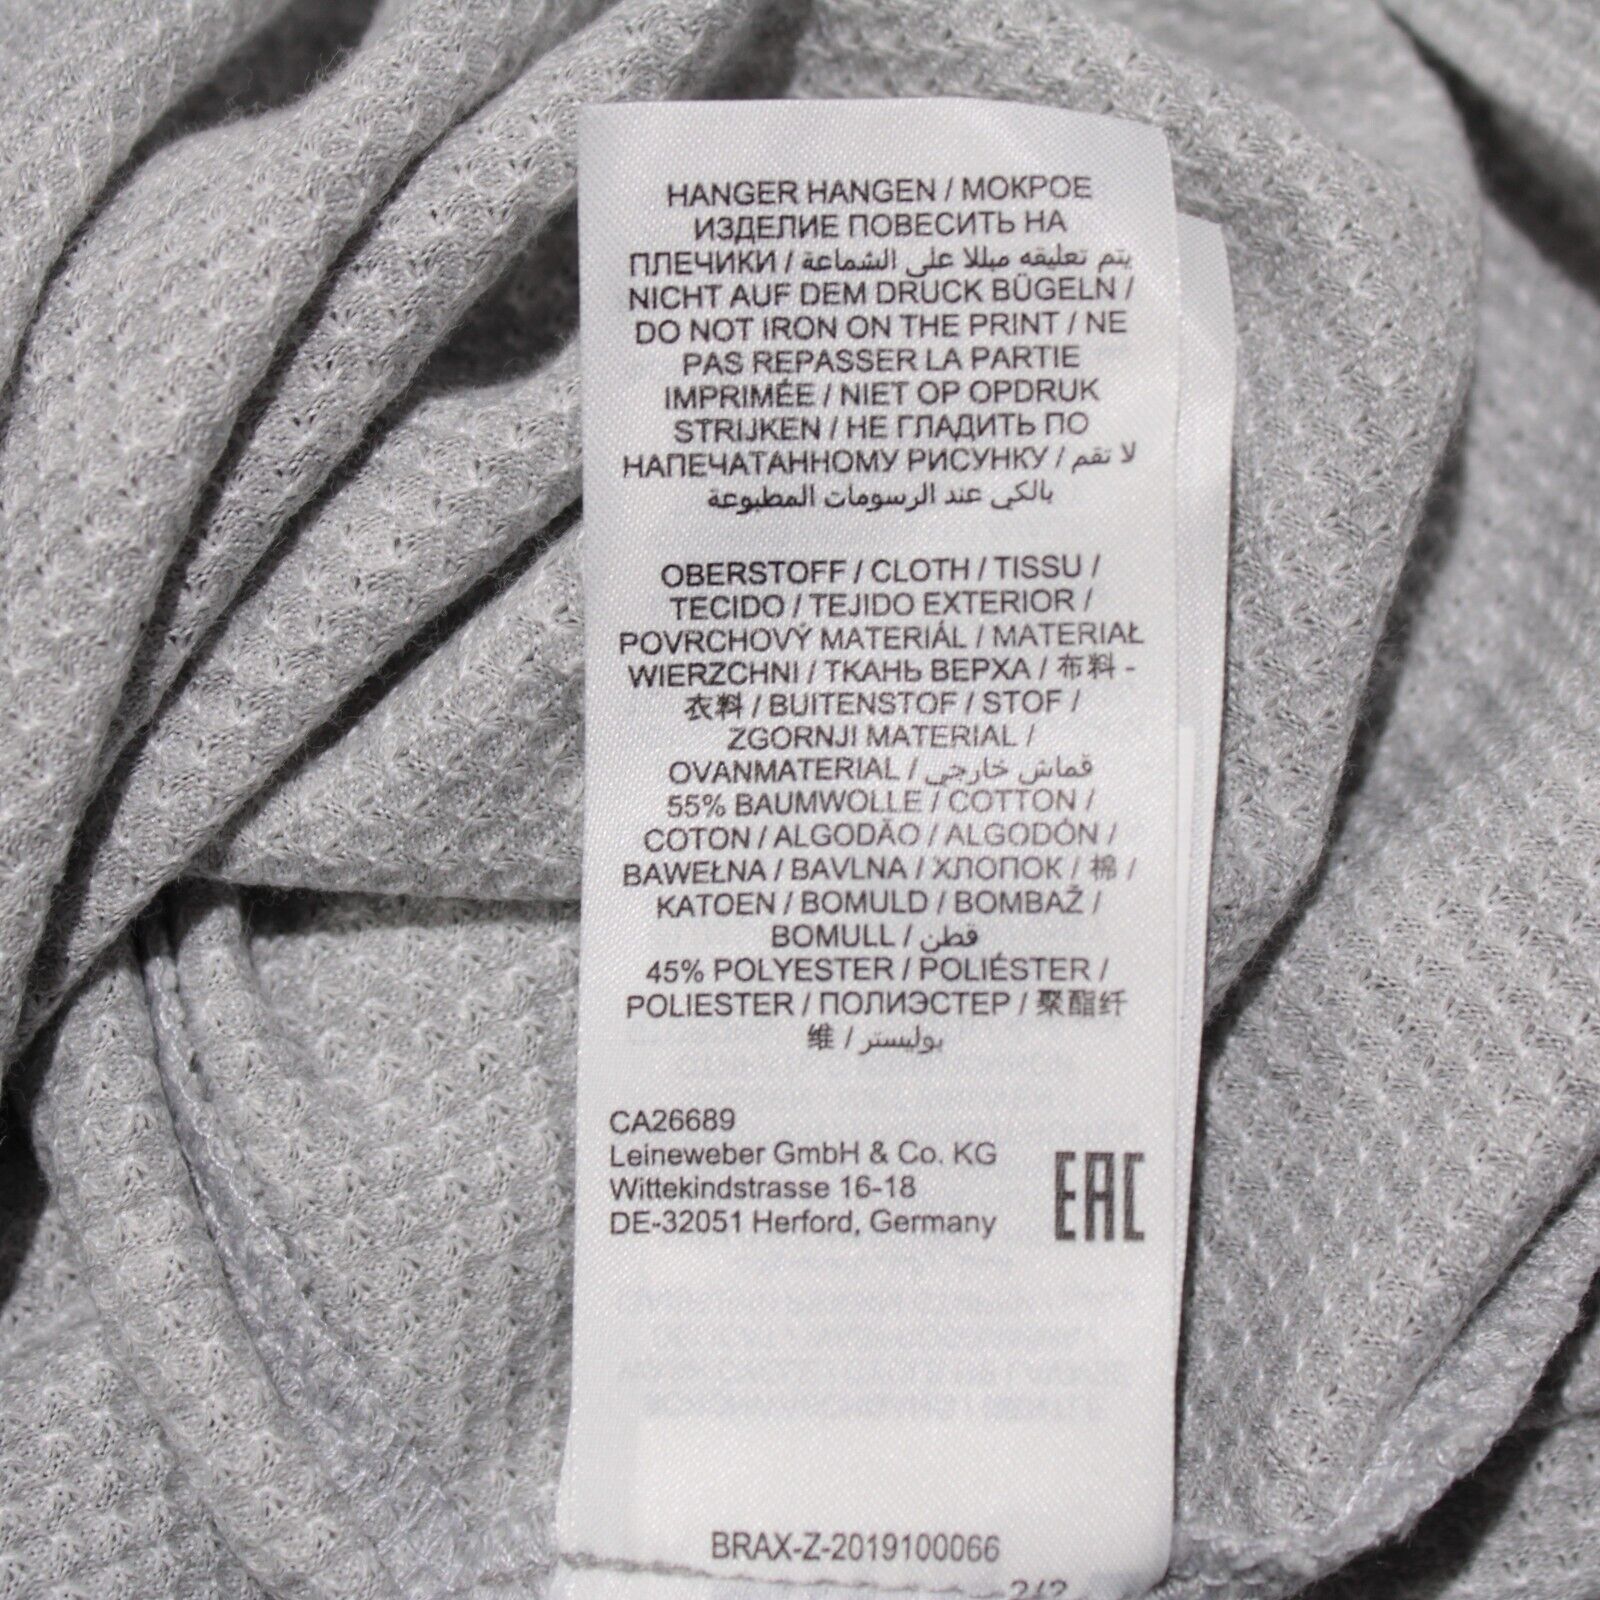 HANGER HANGEN / МОКРОЕ
ИЗДЕЛИЕ ПОВЕСИТЬ НА
ПЛЕЧИКИ / يتم تعليقه مبللا على الشماعة
NICHT AUF DEM DRUCK BÜGELN /
DO NOT IRON ON THE PRINT / NE
PAS REPASSER LA PARTIE
IMPRIMÉE / NIET OP OPDRUK
STRIJKEN / НЕ ГЛАДИТЬ ПО
НАПЕЧАТАННОМУ РИСУНКУ / لا تقم
بالكي عند الرسومات المطبوعة
OBERSTOFF / CLOTH / TISSU /
TECIDO / TEJIDO EXTERIOR /
POVRCHOVÝ MATERIÁL / MATERIAŁ
WIERZCHNI / ТКАНЬ ВЕРХА / 布料 -
衣料 / BUITENSTOF / STOF /
ZGORNJI MATERIAL /
OVANMATERIAL / قماش خارجي
55% BAUMWOLLE / COTTON /
COTON / ALGODÃO / ALGODÓN /
BAWEŁNA / BAVLNA / ХЛОПОК / 棉 /
KATOEN / BOMULD / BOMBAŽ /
BOMULL / قطن
45% POLYESTER / POLIÉSTER /
POLIESTER / ПОЛИЭСТЕР / 聚酯纤
维 / بوليستر
CA26689
Leineweber GmbH & Co. KG
Wittekindstrasse 16-18
DE-32051 Herford, Germany
EAC
BRAX-Z-2019100066
2/2